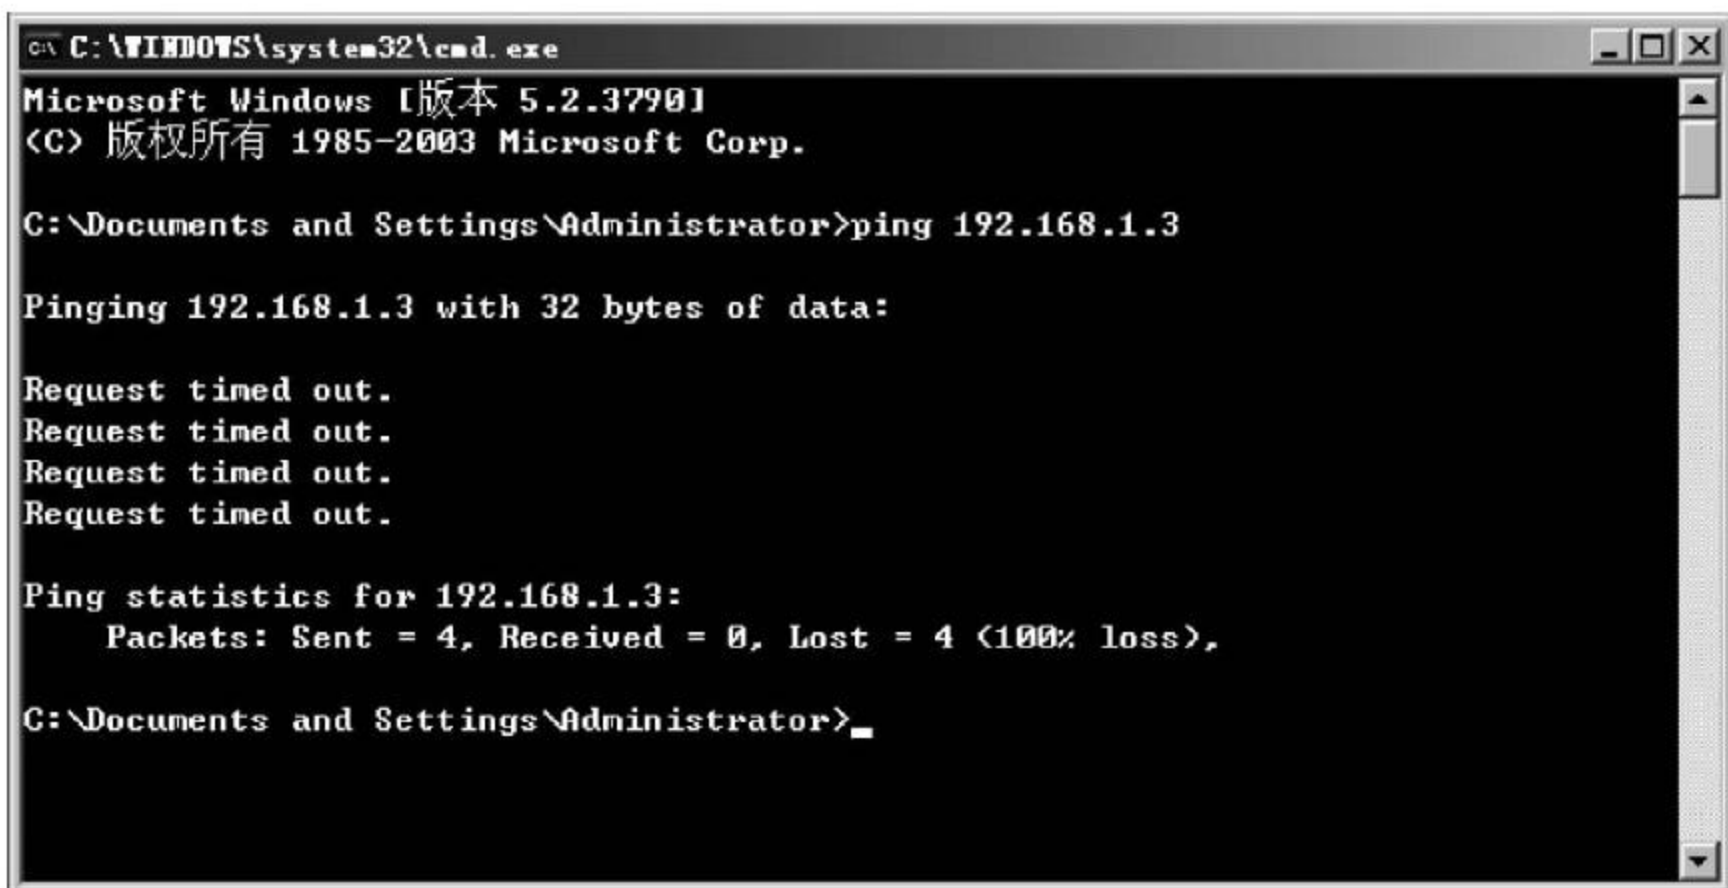 C:\WINDOWS\system32\cmd.exe
Microsoft Windows [版本 5.2.3790]
(C) 版权所有 1985-2003 Microsoft Corp.
C:\Documents and Settings\Administrator>ping 192.168.1.3
Pinging 192.168.1.3 with 32 bytes of data:
Request timed out.
Request timed out.
Request timed out.
Request timed out.
Ping statistics for 192.168.1.3:
    Packets: Sent = 4, Received = 0, Lost = 4 (100% loss),
C:\Documents and Settings\Administrator>